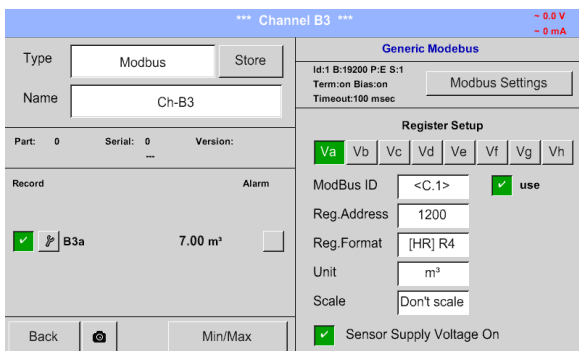 *** Channel B3 ***
~ 0.0 V
~ 0 mA
Type
Modbus
Store
Name
Ch-B3
Part: 0 Serial: 0 Version:
---
Record Alarm
B3a 7.00 m³
Back
Min/Max
Generic Modebus
Id:1 B:19200 P:E S:1
Term:on Bias:on
Timeout:100 msec
Modbus Settings
Register Setup
Va Vb Vc Vd Ve Vf Vg Vh
ModBus ID <C.1> use
Reg.Address 1200
Reg.Format [HR] R4
Unit m³
Scale Don't scale
Sensor Supply Voltage On